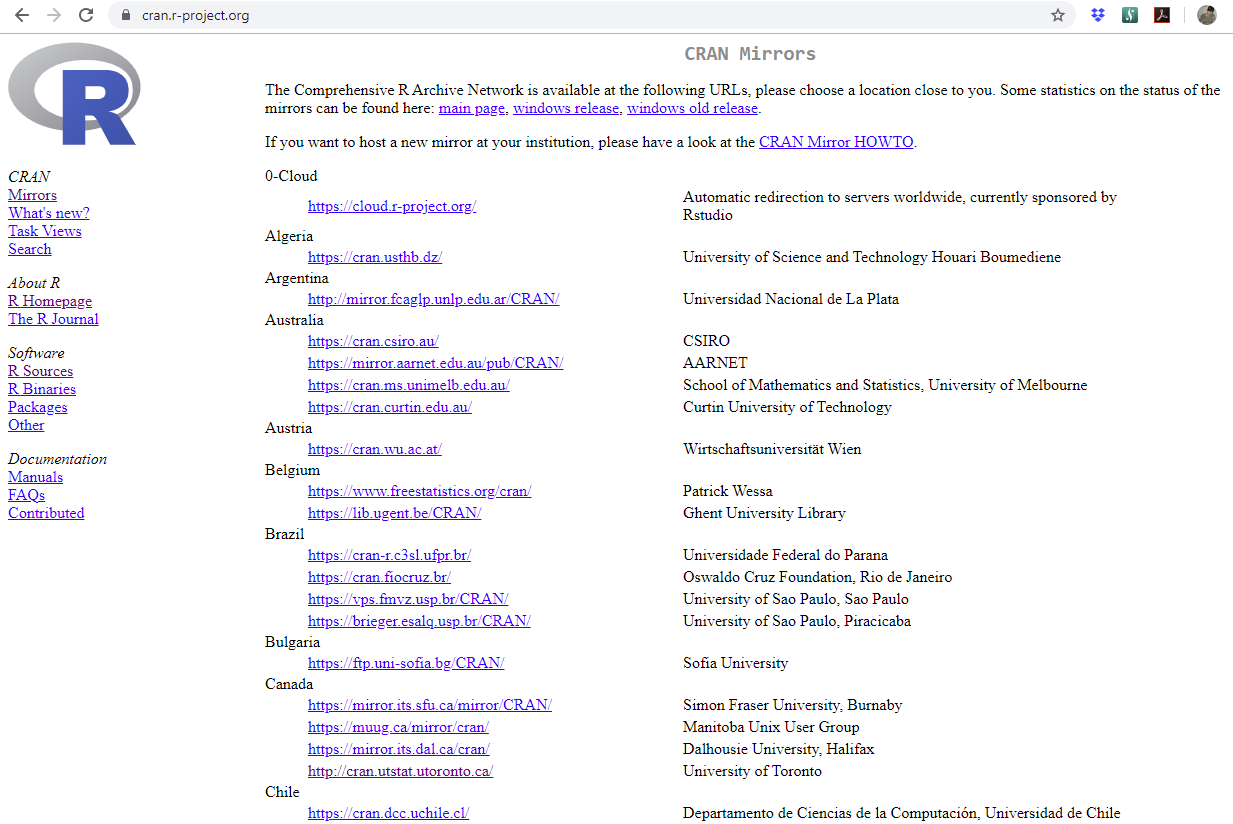 cran.r-project.org
R
CRAN
Mirrors
What's new?
Task Views
Search
About R
R Homepage
The R Journal
Software
R Sources
R Binaries
Packages
Other
Documentation
Manuals
FAQs
Contributed
CRAN Mirrors
The Comprehensive R Archive Network is available at the following URLs, please choose a location close to you. Some statistics on the status of the
mirrors can be found here: main page, windows release, windows old release.
If you want to host a new mirror at your institution, please have a look at the CRAN Mirror HOWTO.
0-Cloud
https://cloud.r-project.org/ Automatic redirection to servers worldwide, currently sponsored by
Rstudio
Algeria
https://cran.usthb.dz/ University of Science and Technology Houari Boumediene
Argentina
http://mirror.fcaglp.unlp.edu.ar/CRAN/ Universidad Nacional de La Plata
Australia
https://cran.csiro.au/ CSIRO
https://mirror.aarnet.edu.au/pub/CRAN/ AARNET
https://cran.ms.unimelb.edu.au/ School of Mathematics and Statistics, University of Melbourne
https://cran.curtin.edu.au/ Curtin University of Technology
Austria
https://cran.wu.ac.at/ Wirtschaftsuniversität Wien
Belgium
https://www.freestatistics.org/cran/ Patrick Wessa
https://lib.ugent.be/CRAN/ Ghent University Library
Brazil
https://cran-r.c3sl.ufpr.br/ Universidade Federal do Parana
https://cran.fiocruz.br/ Oswaldo Cruz Foundation, Rio de Janeiro
https://vps.fmvz.usp.br/CRAN/ University of Sao Paulo, Sao Paulo
https://brieger.esalq.usp.br/CRAN/ University of Sao Paulo, Piracicaba
Bulgaria
https://ftp.uni-sofia.bg/CRAN/ Sofia University
Canada
https://mirror.its.sfu.ca/mirror/CRAN/ Simon Fraser University, Burnaby
https://muug.ca/mirror/cran/ Manitoba Unix User Group
https://mirror.its.dal.ca/cran/ Dalhousie University, Halifax
http://cran.utstat.utoronto.ca/ University of Toronto
Chile
https://cran.dcc.uchile.cl/ Departamento de Ciencias de la Computación, Universidad de Chile